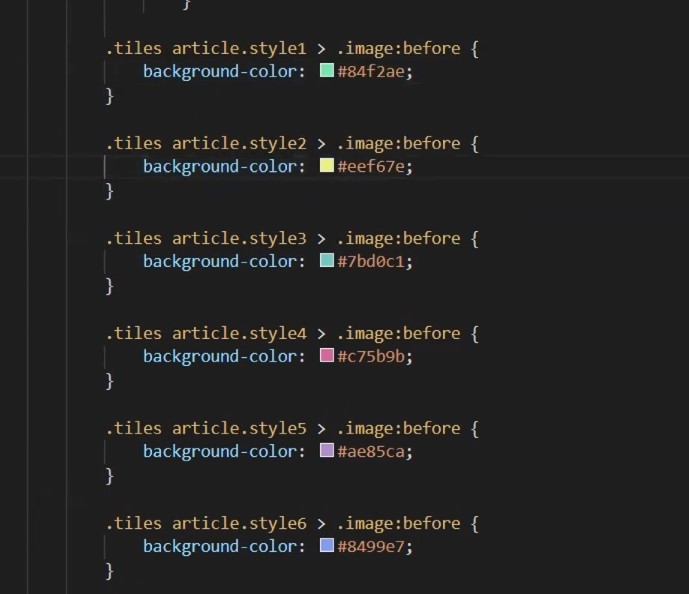 }
.tiles article.style1 > .image:before {
background-color: #84f2ae;
}
.tiles article.style2 > .image:before {
background-color: #eef67e;
}
.tiles article.style3 > .image:before {
background-color: #7bd0c1;
}
.tiles article.style4 > .image:before {
background-color: #c75b9b;
}
.tiles article.style5 > .image:before {
background-color: #ae85ca;
}
.tiles article.style6 > .image:before {
background-color: #8499e7;
}